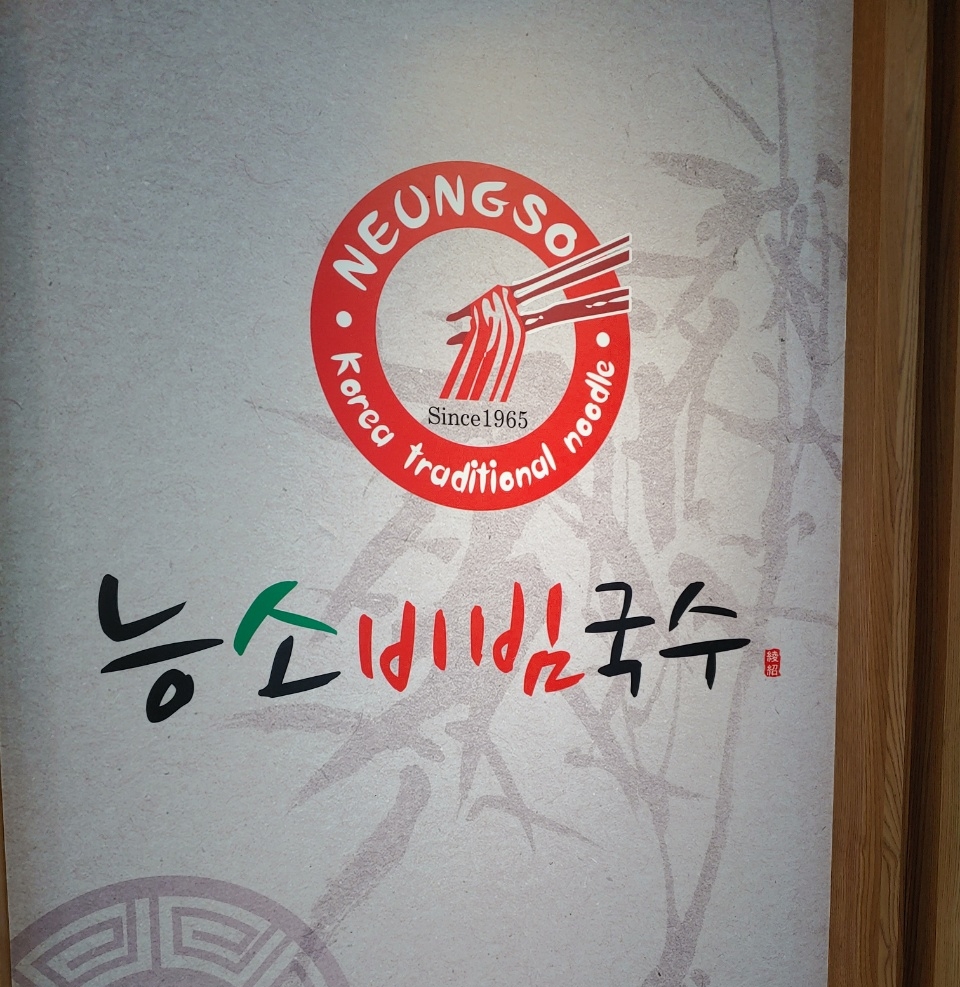 NEUNGSO
Since1965
Korea traditional noodle
능소비빔국수
綾紹